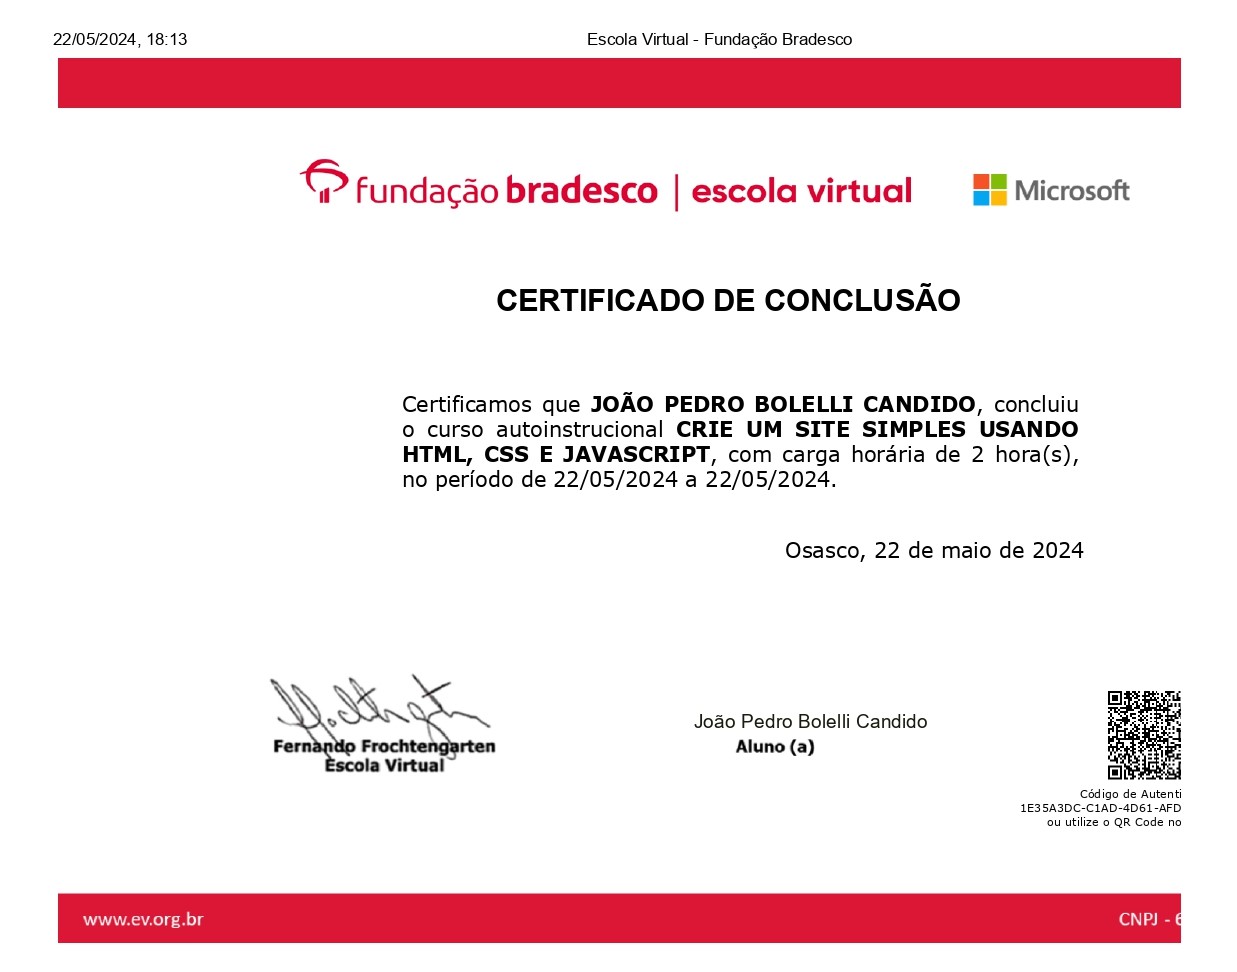 22/05/2024, 18:13 Escola Virtual - Fundação Bradesco
fundação bradesco | escola virtual Microsoft
CERTIFICADO DE CONCLUSÃO
Certificamos que JOÃO PEDRO BOLELLI CANDIDO, concluiu
o curso autoinstrucional CRIE UM SITE SIMPLES USANDO
HTML, CSS E JAVASCRIPT, com carga horária de 2 hora(s),
no período de 22/05/2024 a 22/05/2024.
Osasco, 22 de maio de 2024
Fernando Frochtengarten
Escola Virtual
João Pedro Bolelli Candido
Aluno (a)
Código de Autenti
1E35A3DC-C1AD-4D61-AFD
ou utilize o QR Code no
www.ev.org.br CNPJ - 6